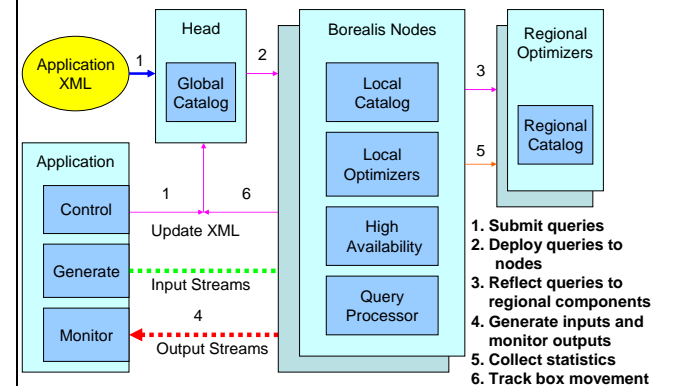 Head
Borealis Nodes
Regional
Optimizers
Application
XML
1
2
Global
Catalog
Local
Catalog
3
Regional
Catalog
Application
Local
Optimizers
5
Control
1
6
Update XML
High
Availability
Generate
Input Streams
Query
Processor
4
Monitor
Output Streams
1. Submit queries
2. Deploy queries to
nodes
3. Reflect queries to
regional components
4. Generate inputs and
monitor outputs
5. Collect statistics
6. Track box movement